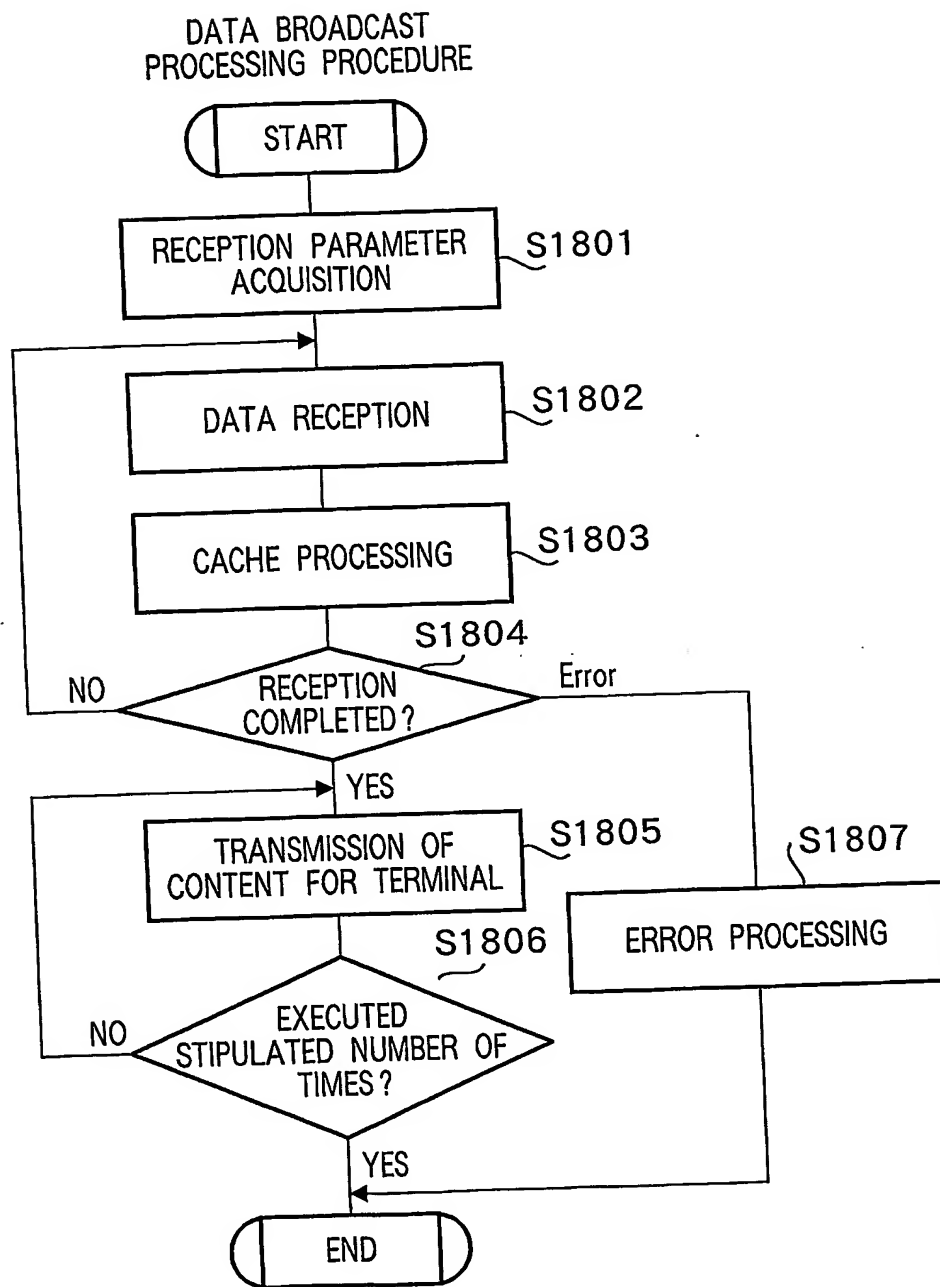 DATA BROADCAST
PROCESSING PROCEDURE
START
RECEPTION PARAMETER
ACQUISITION
S1801
DATA RECEPTION
S1802
CACHE PROCESSING
S1803
S1804
RECEPTION
COMPLETED?
NO
Error
YES
TRANSMISSION OF
CONTENT FOR TERMINAL
S1805
S1807
ERROR PROCESSING
S1806
EXECUTED
STIPULATED NUMBER OF
TIMES?
NO
YES
END